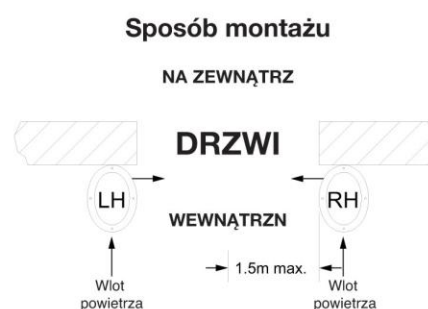 Sposób montażu
NA ZEWNĄTRZ
DRZWI
LH
RH
WEWNĄTRZN
1.5m max.
Wlot
powietrza
Wlot
powietrza